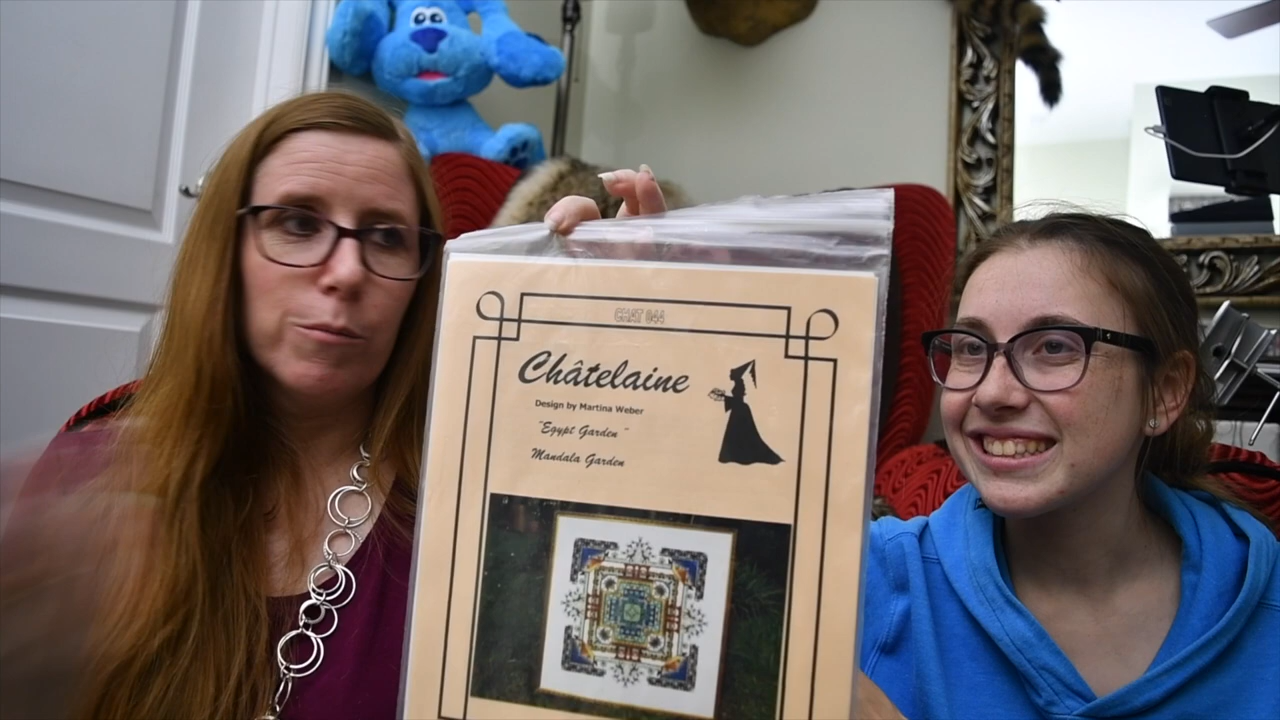 CHAT 044
Châtelaine
Design by Martina Weber
"Egypt Garden"
Mandala Garden